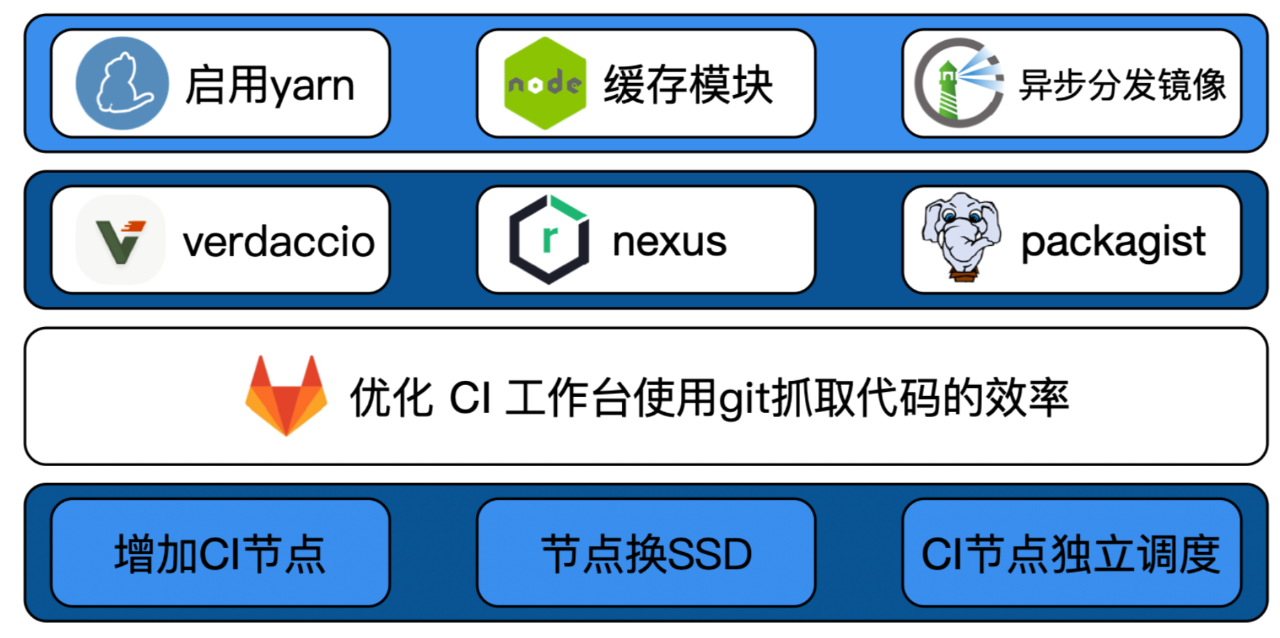 启用yarn
node
缓存模块
异步分发镜像
verdaccio
r
nexus
packagist
优化 CI 工作台使用git抓取代码的效率
增加CI节点
节点换SSD
CI节点独立调度